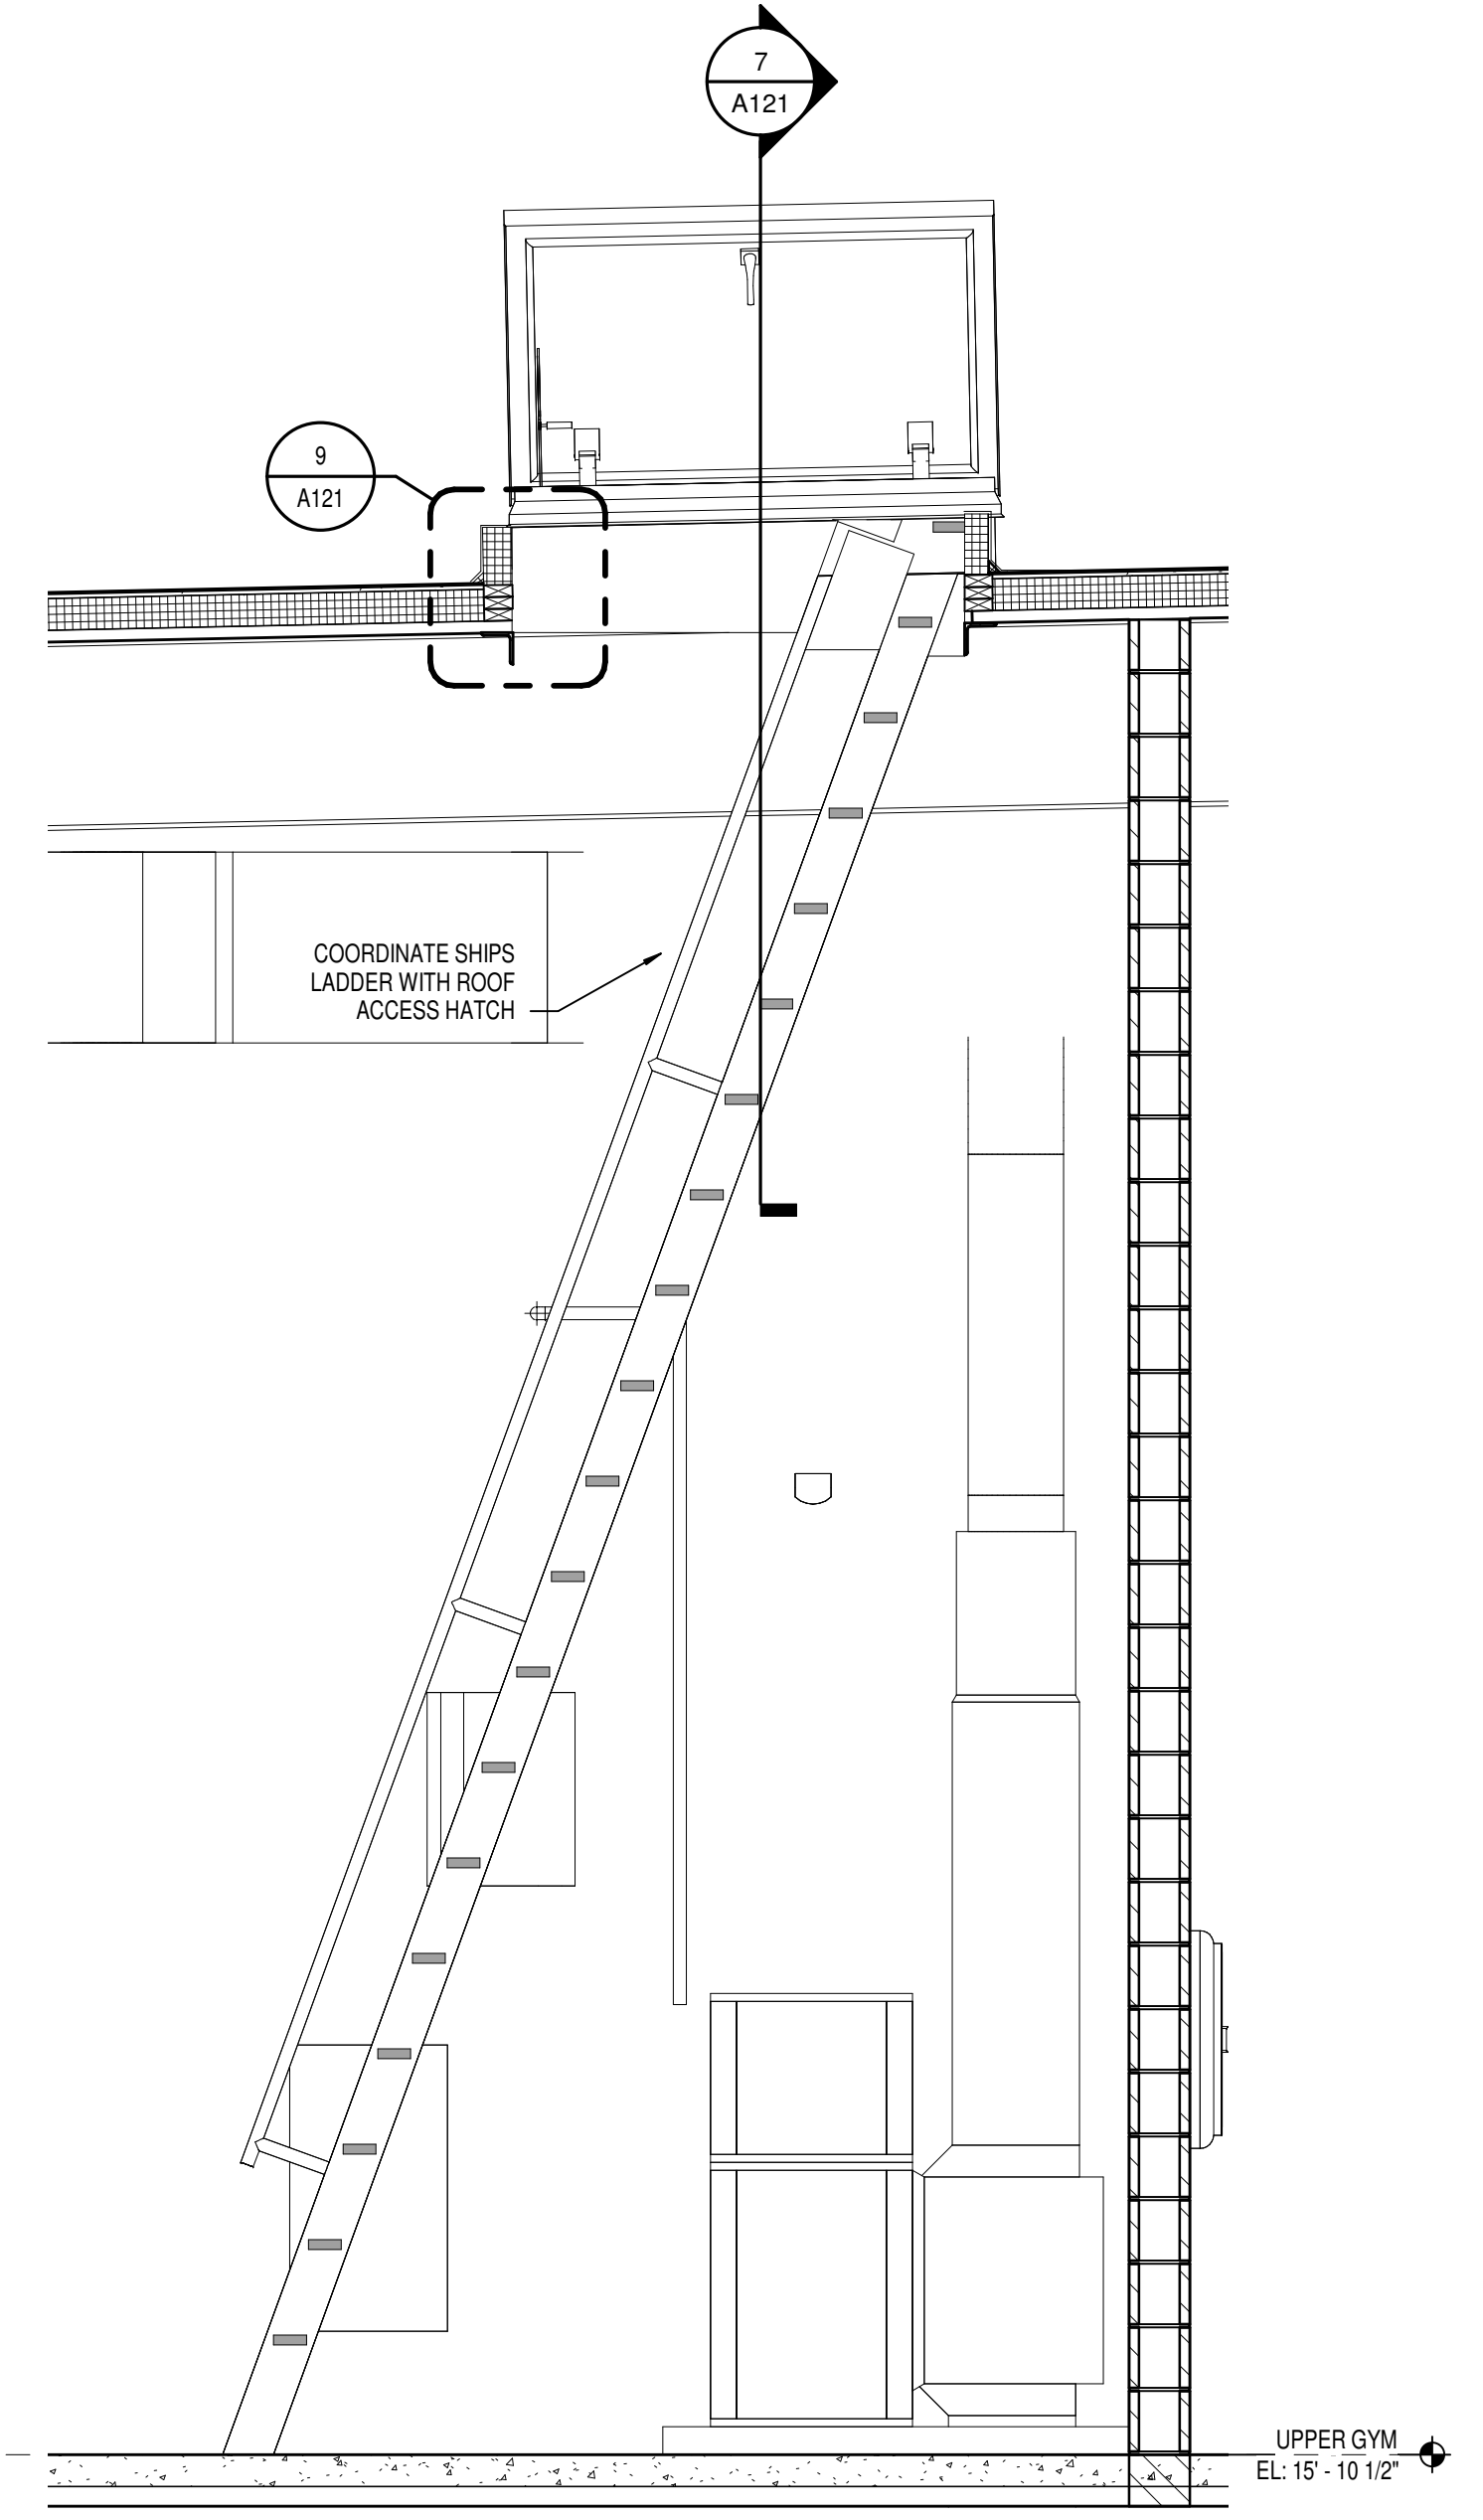 7
A121
9
A121
COORDINATE SHIPS
LADDER WITH ROOF
ACCESS HATCH
UPPER GYM
EL: 15' - 10 1/2"